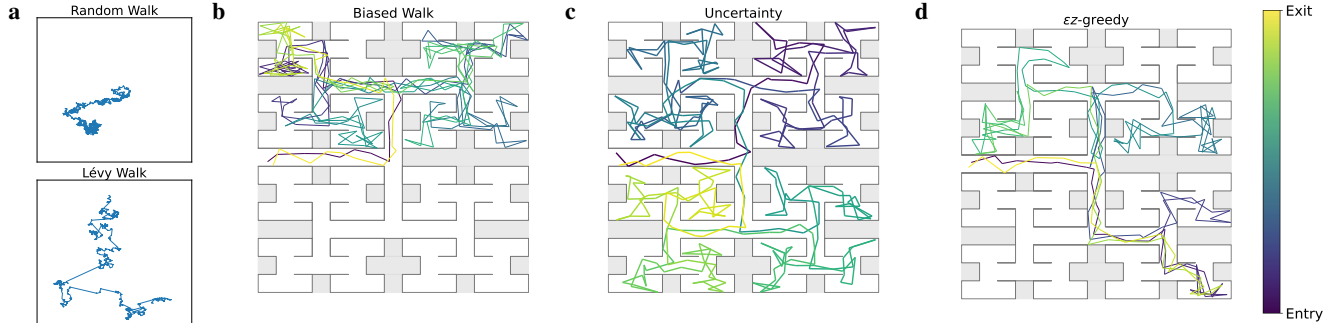 a
Random Walk
Lévy Walk
b
Biased Walk
c
Uncertainty
d
εz-greedy
Exit
Entry